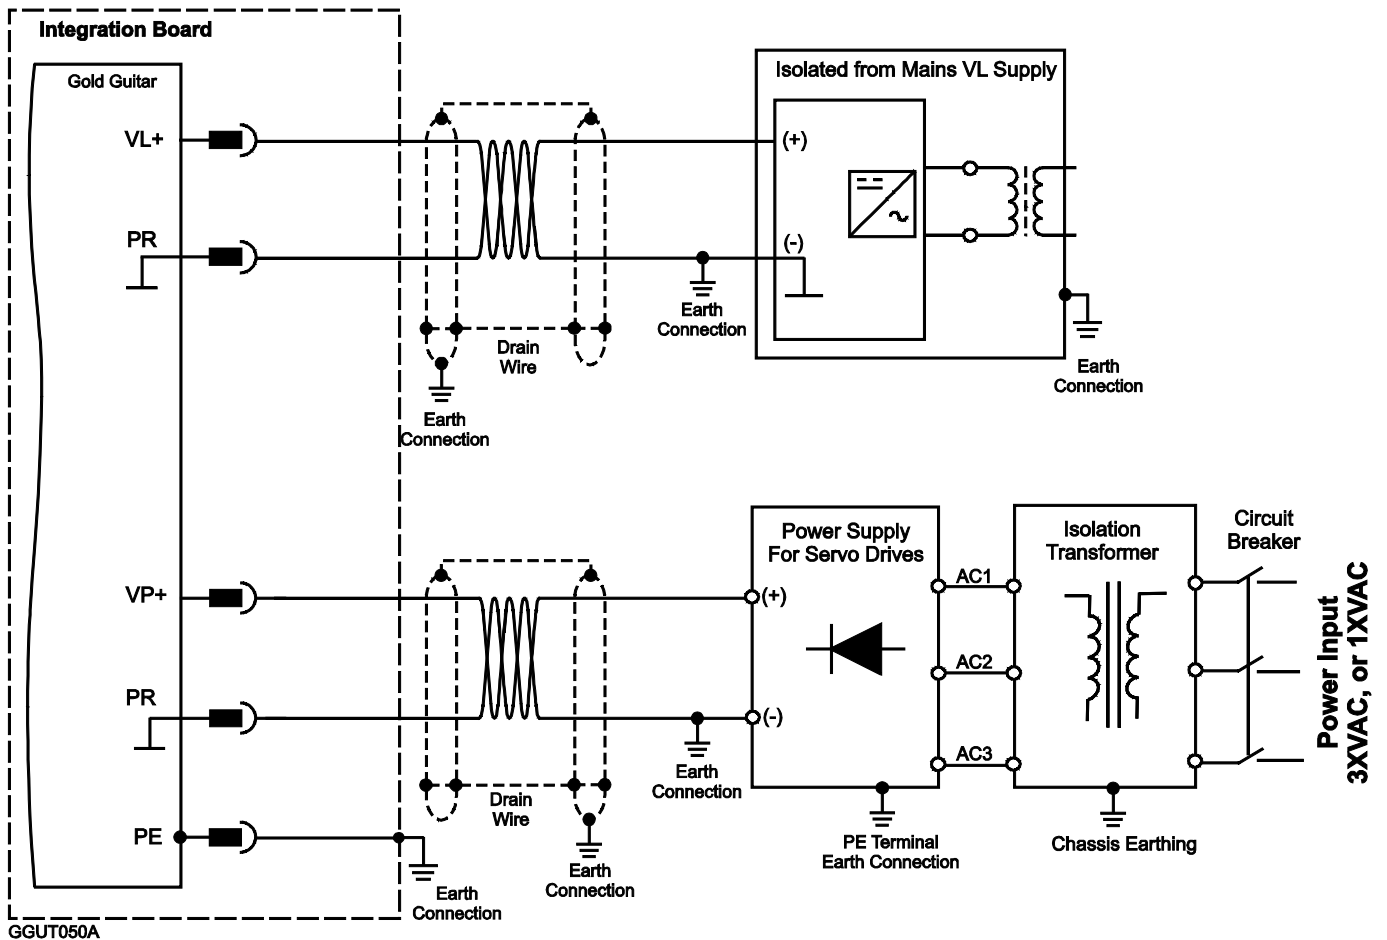 Integration Board
Gold Guitar
VL+
PR
Isolated from Mains VL Supply
(+)
(-)
Earth
Connection
Drain
Wire
Earth
Connection
Earth
Connection
VP+
PR
PE
Drain
Wire
Earth
Connection
Earth
Connection
Earth
Connection
Power Supply
For Servo Drives
(+)
(-)
AC1
AC2
AC3
PE Terminal
Earth Connection
Isolation
Transformer
Chassis Earthing
Circuit
Breaker
Power Input
3XVAC, or 1XVAC
GGUT050A